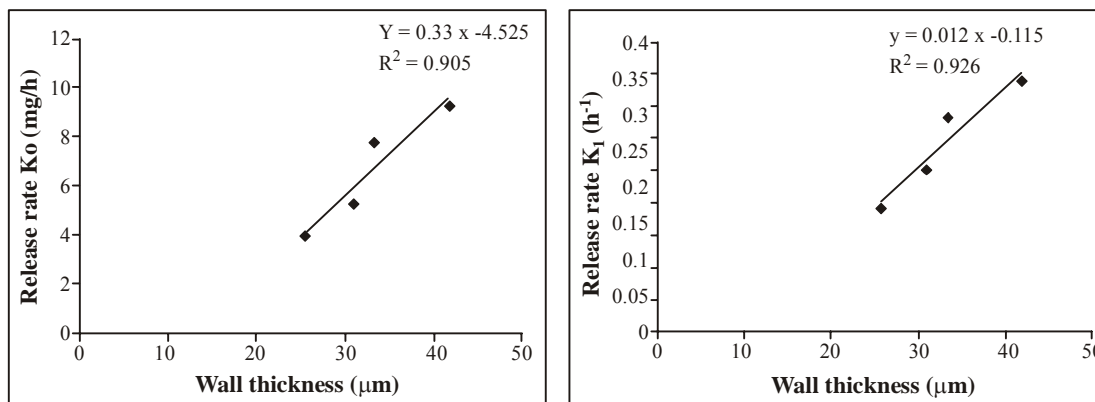 Y = 0.33 x -4.525
R² = 0.905
Release rate Ko (mg/h)
12
10
8
6
4
2
0
0 10 20 30 40 50
Wall thickness (μm)
y = 0.012 x -0.115
R² = 0.926
Release rate K₁ (h⁻¹)
0.4
0.35
0.3
0.25
0.2
0.15
0.1
0.05
0
0 10 20 30 40 50
Wall thickness (μm)